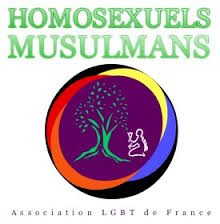 HOMOSEXUELS
MUSULMANS
Association LGBT de France